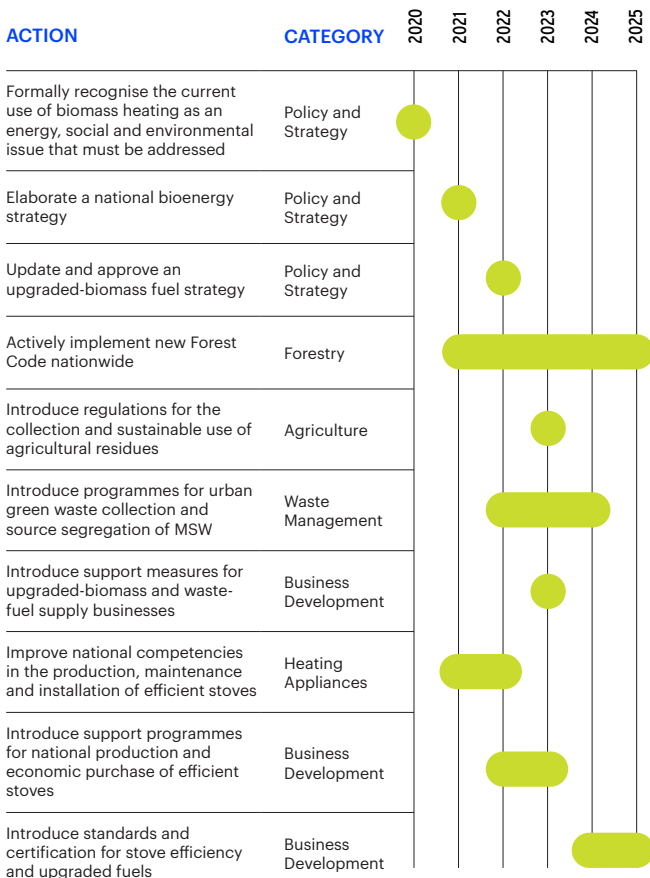 ACTION CATEGORY 2020 2021 2022 2023 2024 2025
Formally recognise the current
use of biomass heating as an
energy, social and environmental
issue that must be addressed
Policy and
Strategy
Elaborate a national bioenergy
strategy
Policy and
Strategy
Update and approve an
upgraded-biomass fuel strategy
Policy and
Strategy
Actively implement new Forest
Code nationwide
Forestry
Introduce regulations for the
collection and sustainable use of
agricultural residues
Agriculture
Introduce programmes for urban
green waste collection and
source segregation of MSW
Waste
Management
Introduce support measures for
upgraded-biomass and waste-
fuel supply businesses
Business
Development
Improve national competencies
in the production, maintenance
and installation of efficient stoves
Heating
Appliances
Introduce support programmes
for national production and
economic purchase of efficient
stoves
Business
Development
Introduce standards and
certification for stove efficiency
and upgraded fuels
Business
Development